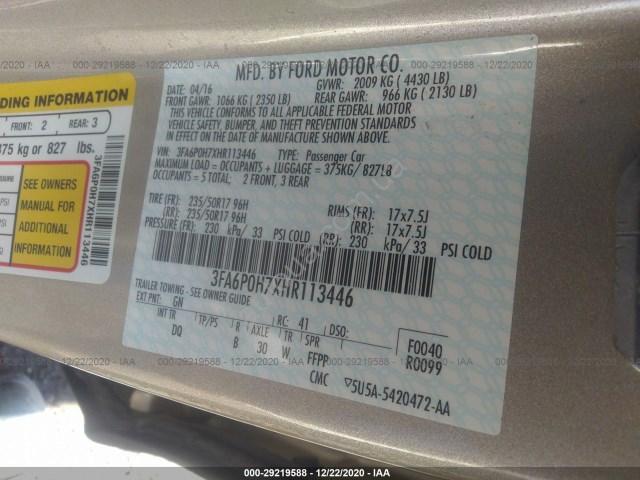 000-29219588 - 12/22/2020 - IAA
DING INFORMATION
FRONT: 2 REAR: 3
375 kg or 827 lbs.
SEE OWNERS
MANUAL FOR
ADDITIONAL
INFORMATION
3FA6P0H7XHR113446
MFD. BY FORD MOTOR CO.
DATE: 04/16 GVWR: 2009 KG ( 4430 LB)
FRONT GAWR: 1066 KG ( 2350 LB) REAR GAWR: 966 KG ( 2130 LB)
THIS VEHICLE CONFORMS TO ALL APPLICABLE FEDERAL MOTOR
VEHICLE SAFETY, BUMPER, AND THEFT PREVENTION STANDARDS
IN EFFECT ON THE DATE OF MANUFACTURE SHOWN ABOVE.
VIN: 3FA6P0H7XHR113446 TYPE: Passenger Car
MAXIMUM LOAD = OCCUPANTS + LUGGAGE = 375KG/ 827LB
OCCUPANTS = 5 TOTAL, 2 FRONT, 3 REAR
TIRE (FR): 235/50R17 96H RIMS (FR): 17x7.5J
(RR): 235/50R17 96H (RR): 17x7.5J
PRESSURE (FR): 230 kPa/ 33 PSI COLD (RR): 230 kPa/ 33 PSI COLD
3FA6P0H7XHR113446
TRAILER TOWING - SEE OWNER GUIDE
EXT PNT: GN RC: 41 DSO:
INT TR TP/PS R AXLE TR SPR
DQ B 30 W FFPP
F0040
R0099
CMC ▽5U5A-5420472-AA
000-29219588 - 12/22/2020 - IAA